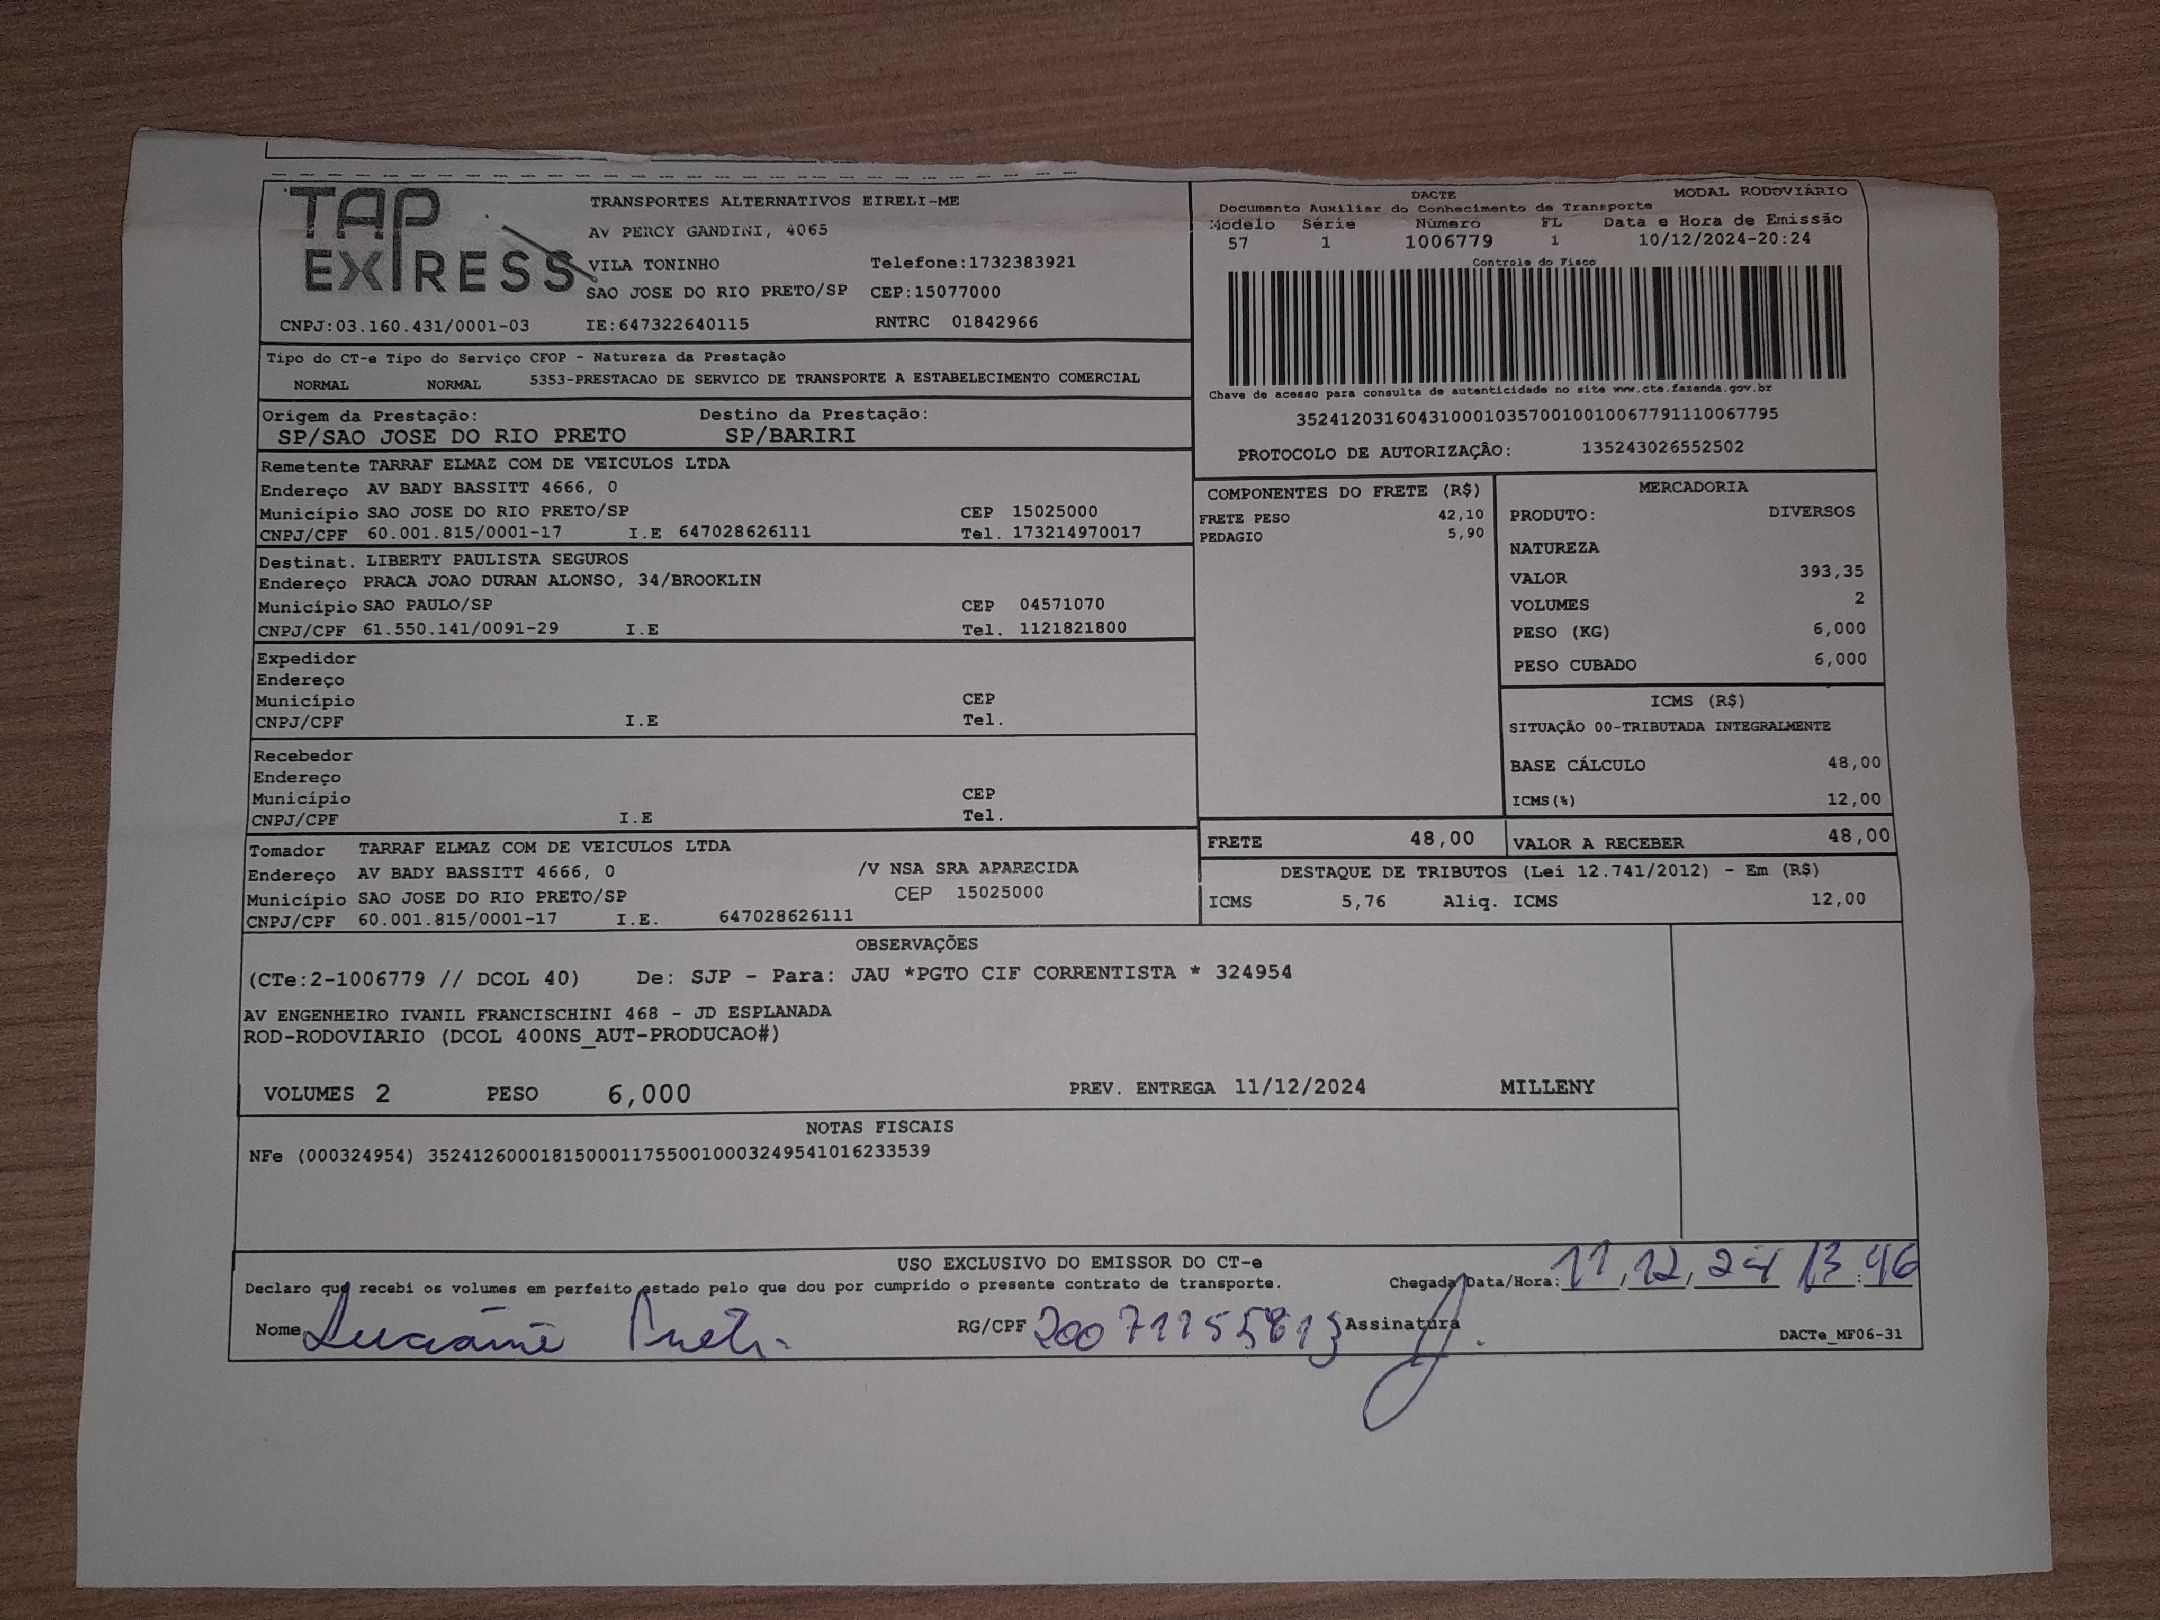 TAP EXPRESS
TRANSPORTES ALTERNATIVOS EIRELI-ME
AV PERCY GANDINI, 4065
VILA TONINHO Telefone:1732383921
SAO JOSE DO RIO PRETO/SP CEP:15077000
CNPJ:03.160.431/0001-03 IE:647322640115 RNTRC 01842966
DACTE MODAL RODOVIÁRIO
Documento Auxiliar do Conhecimento de Transporte
Modelo Série Número FL Data e Hora de Emissão
57 1 1006779 1 10/12/2024-20:24
Controle do Fisco
Chave de acesso para consulta de autenticidade no site www.cte.fazenda.gov.br
35241203160431000103570010010067791110067795
PROTOCOLO DE AUTORIZAÇÃO: 135243026552502
Tipo do CT-e Tipo do Serviço CFOP - Natureza da Prestação
NORMAL NORMAL 5353-PRESTACAO DE SERVICO DE TRANSPORTE A ESTABELECIMENTO COMERCIAL
Origem da Prestação: Destino da Prestação:
SP/SAO JOSE DO RIO PRETO SP/BARIRI
Remetente TARRAF ELMAZ COM DE VEICULOS LTDA
Endereço AV BADY BASSITT 4666, 0
Município SAO JOSE DO RIO PRETO/SP CEP 15025000
CNPJ/CPF 60.001.815/0001-17 I.E 647028626111 Tel. 173214970017
Destinat. LIBERTY PAULISTA SEGUROS
Endereço PRACA JOAO DURAN ALONSO, 34/BROOKLIN
Município SAO PAULO/SP CEP 04571070
CNPJ/CPF 61.550.141/0091-29 I.E Tel. 1121821800
Expedidor
Endereço
Município CEP
CNPJ/CPF I.E Tel.
Recebedor
Endereço
Município CEP
CNPJ/CPF I.E Tel.
Tomador TARRAF ELMAZ COM DE VEICULOS LTDA
Endereço AV BADY BASSITT 4666, 0 /V NSA SRA APARECIDA
Município SAO JOSE DO RIO PRETO/SP CEP 15025000
CNPJ/CPF 60.001.815/0001-17 I.E. 647028626111
COMPONENTES DO FRETE (R$)
FRETE PESO 42,10
PEDAGIO 5,90
MERCADORIA
PRODUTO: DIVERSOS
NATUREZA
VALOR 393,35
VOLUMES 2
PESO (KG) 6,000
PESO CUBADO 6,000
ICMS (R$)
SITUAÇÃO 00-TRIBUTADA INTEGRALMENTE
BASE CÁLCULO 48,00
ICMS(%) 12,00
FRETE 48,00 VALOR A RECEBER 48,00
DESTAQUE DE TRIBUTOS (Lei 12.741/2012) - Em (R$)
ICMS 5,76 Aliq. ICMS 12,00
OBSERVAÇÕES
(CTe:2-1006779 // DCOL 40) De: SJP - Para: JAU *PGTO CIF CORRENTISTA * 324954
AV ENGENHEIRO IVANIL FRANCISCHINI 468 - JD ESPLANADA
ROD-RODOVIARIO (DCOL 400NS_AUT-PRODUCAO#)
VOLUMES 2 PESO 6,000 PREV. ENTREGA 11/12/2024 MILLENY
NOTAS FISCAIS
NFe (000324954) 35241260001815000117550010003249541016233539
USO EXCLUSIVO DO EMISSOR DO CT-e
Declaro que recebi os volumes em perfeito estado pelo que dou por cumprido o presente contrato de transporte. Chegada Data/Hora: 11,12,24 13:46
Nome Luciane RG/CPF Assinatura DACTe_MF06-31